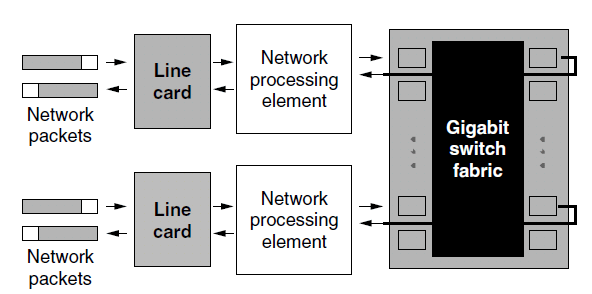 Network
packets
Line
card
Network
processing
element
Gigabit
switch
fabric
Network
packets
Line
card
Network
processing
element